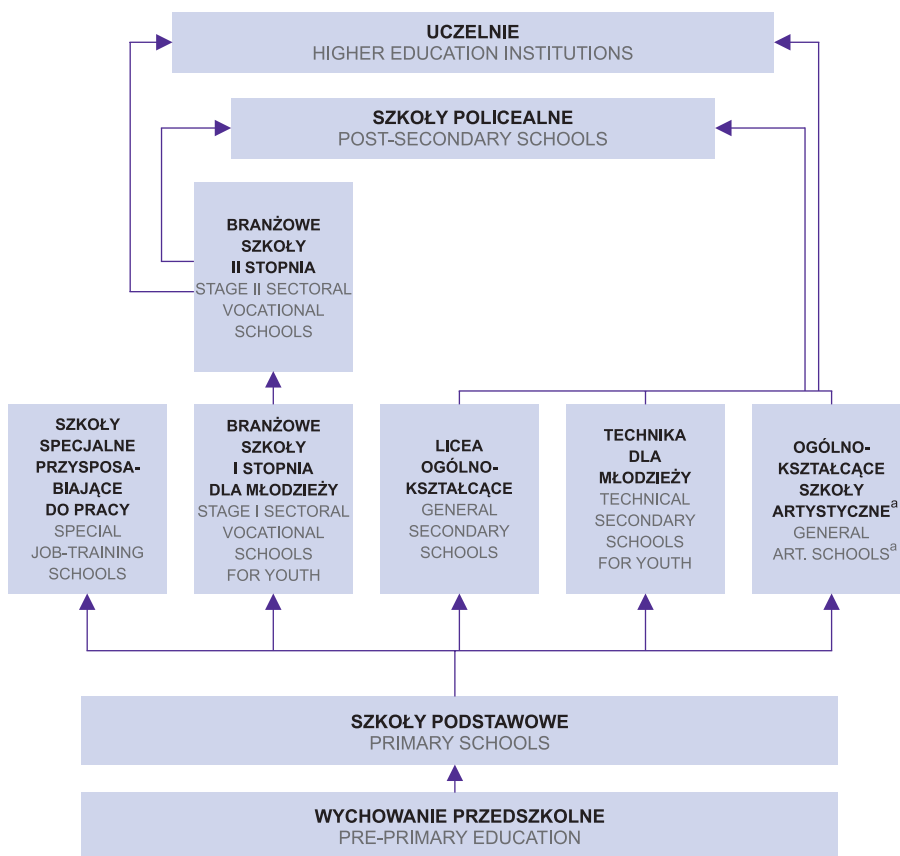 UCZELNIE
HIGHER EDUCATION INSTITUTIONS
SZKOŁY POLICEALNE
POST-SECONDARY SCHOOLS
BRANŻOWE
SZKOŁY
II STOPNIA
STAGE II SECTORAL
VOCATIONAL
SCHOOLS
SZKOŁY
SPECJALNE
PRZYSPOSA-
BIAJĄCE
DO PRACY
SPECIAL
JOB-TRAINING
SCHOOLS
BRANŻOWE
SZKOŁY
I STOPNIA
DLA MŁODZIEŻY
STAGE I SECTORAL
VOCATIONAL
SCHOOLS
FOR YOUTH
LICEA
OGÓLNO-
KSZTAŁCĄCE
GENERAL
SECONDARY
SCHOOLS
TECHNIKA
DLA
MŁODZIEŻY
TECHNICAL
SECONDARY
SCHOOLS
FOR YOUTH
OGÓLNO-
KSZTAŁCĄCE
SZKOŁY
ARTYSTYCZNEᵃ
GENERAL
ART. SCHOOLSᵃ
SZKOŁY PODSTAWOWE
PRIMARY SCHOOLS
WYCHOWANIE PRZEDSZKOLNE
PRE-PRIMARY EDUCATION